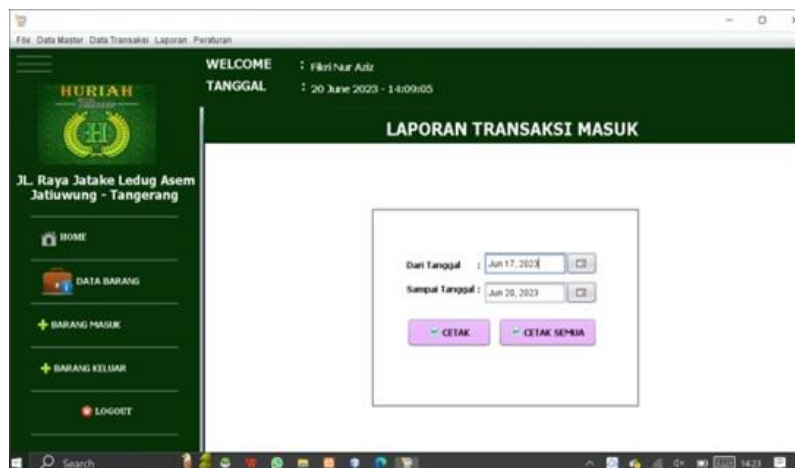 File Data Master Data Transaksi Laporan Peraturan
WELCOME : Fikri Nur Aziz
TANGGAL : 20 June 2023 - 14:09:05
HURIAH
H
JL. Raya Jatake Ledug Asem
Jatiuwung - Tangerang
HOME
DATA BARANG
BARANG MASUK
BARANG KELUAR
LOGOUT
LAPORAN TRANSAKSI MASUK
Dari Tanggal : Jun 17, 2023
Sampai Tanggal : Jun 20, 2023
CETAK
CETAK SEMUA
Search
14:23